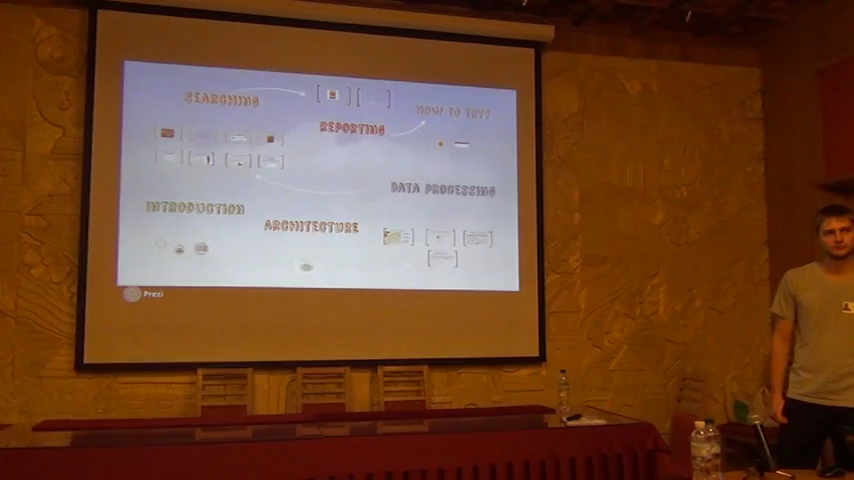 SEARCHING
REPORTING
HOW TO TRY?
DATA PROCESSING
INTRODUCTION
ARCHITECTURE
Prezi